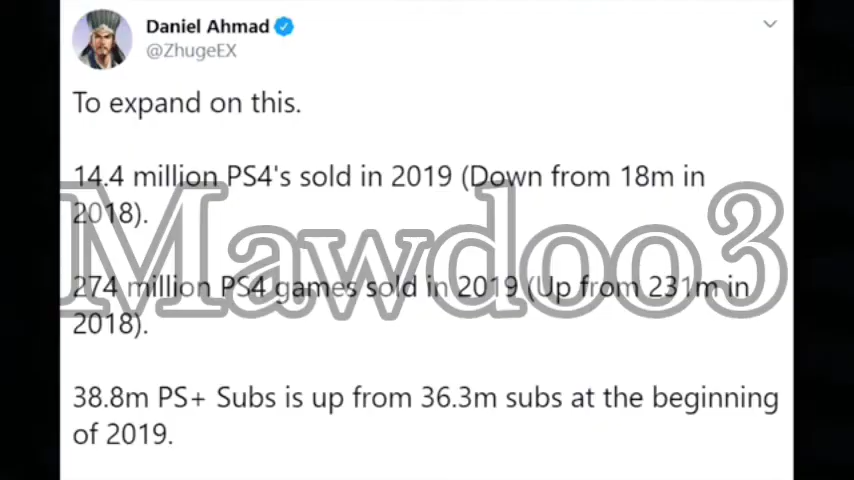 Daniel Ahmad
@ZhugeEX
To expand on this.
14.4 million PS4's sold in 2019 (Down from 18m in
2018).
274 million PS4 games sold in 2019 (Up from 231m in
2018).
38.8m PS+ Subs is up from 36.3m subs at the beginning
of 2019.
Mawdoo3